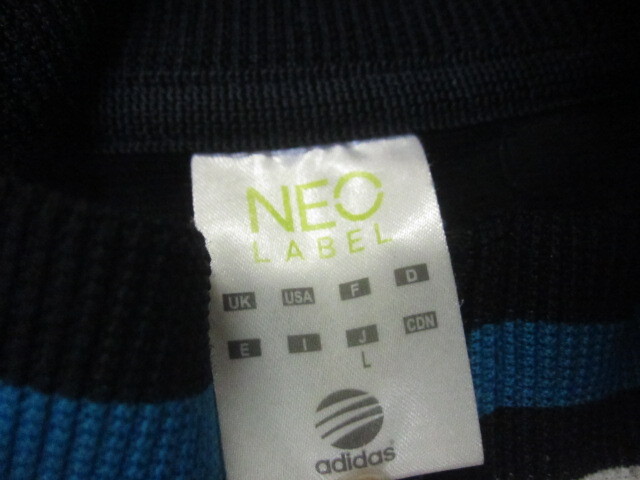 NEO
LABEL
UK USA F D
E I J CDN
L
adidas